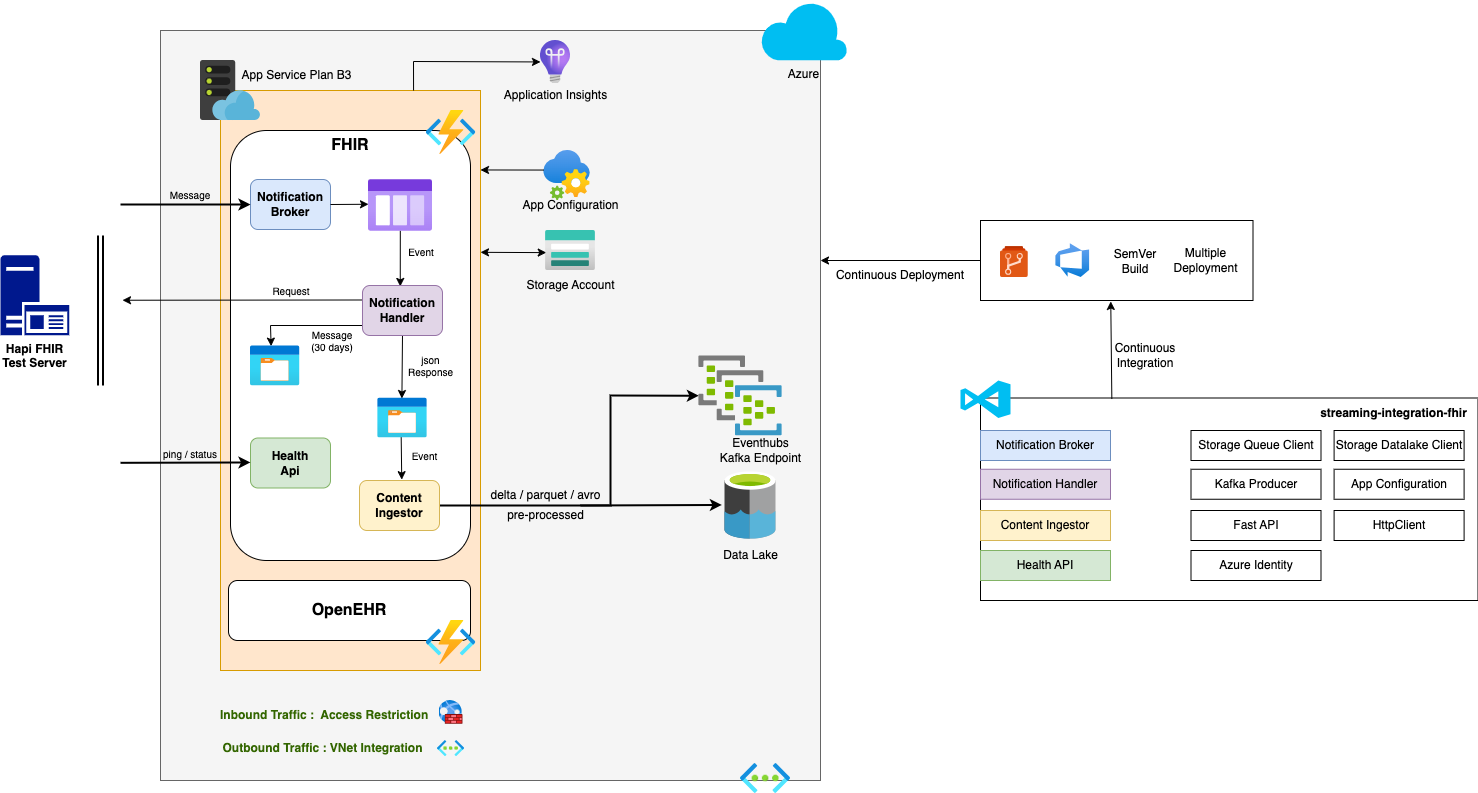 App Service Plan B3
Azure
Application Insights
FHIR
Message
Notification
Broker
App Configuration
Event
Storage Account
Request
Notification
Handler
Message
(30 days)
json
Response
Hapi FHIR
Test Server
Event
ping / status
Health
Api
Content
Ingestor
delta / parquet / avro
pre-processed
Eventhubs
Kafka Endpoint
Data Lake
OpenEHR
Inbound Traffic : Access Restriction
Outbound Traffic : VNet Integration
Continuous Deployment
SemVer
Build
Multiple
Deployment
Continuous
Integration
streaming-integration-fhir
Notification Broker
Storage Queue Client
Storage Datalake Client
Notification Handler
Kafka Producer
App Configuration
Content Ingestor
Fast API
HttpClient
Health API
Azure Identity